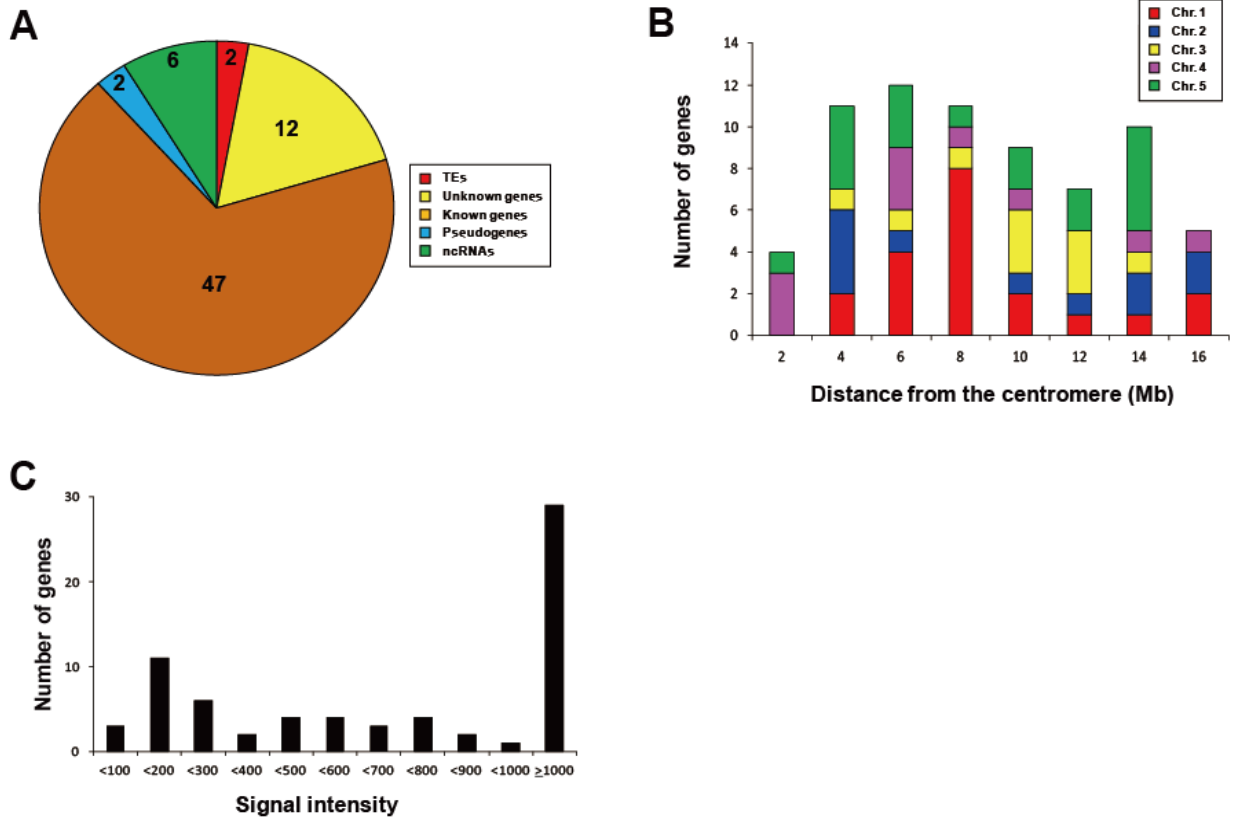 A
2
6
2
12
47
TEs
Unknown genes
Known genes
Pseudogenes
ncRNAs
B
Chr. 1
Chr. 2
Chr. 3
Chr. 4
Chr. 5
Number of genes
14
12
10
8
6
4
2
0
2 4 6 8 10 12 14 16
Distance from the centromere (Mb)
C
Number of genes
30
20
10
0
<100 <200 <300 <400 <500 <600 <700 <800 <900 <1000 ≥1000
Signal intensity